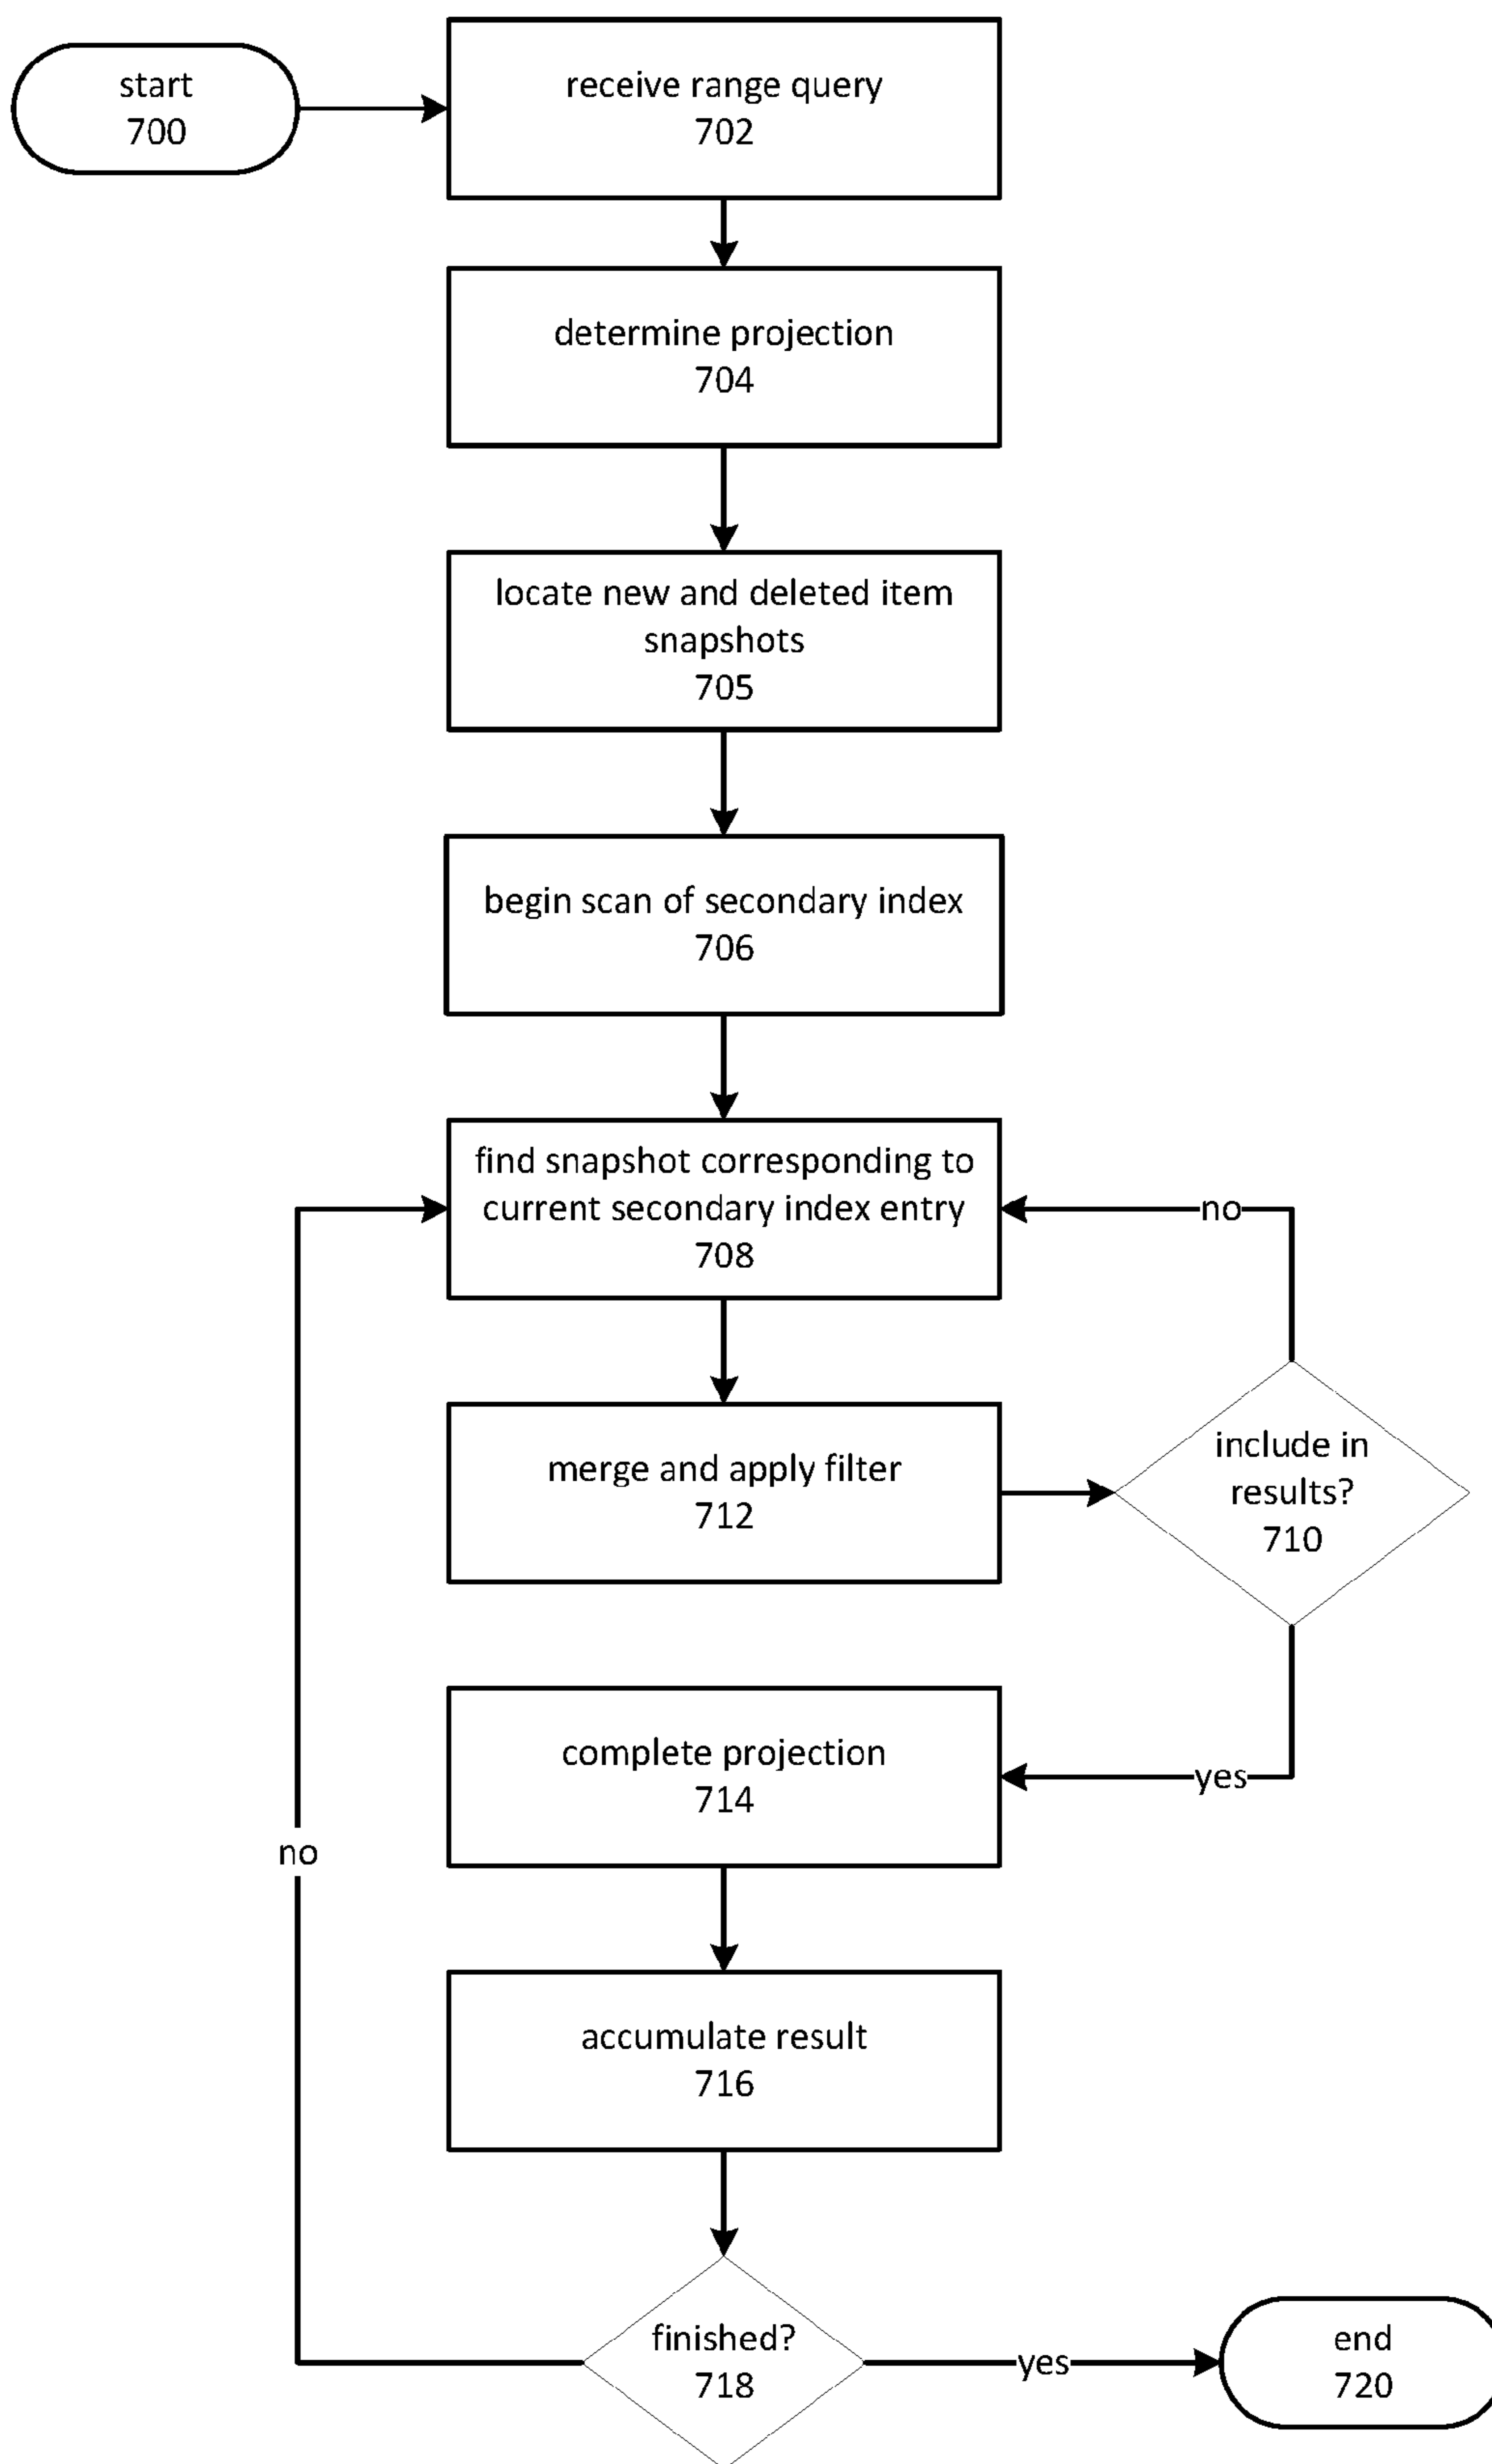 start
700
receive range query
702
determine projection
704
locate new and deleted item
snapshots
705
begin scan of secondary index
706
find snapshot corresponding to
current secondary index entry
708
no
merge and apply filter
712
include in
results?
710
complete projection
714
yes
no
accumulate result
716
finished?
718
yes
end
720